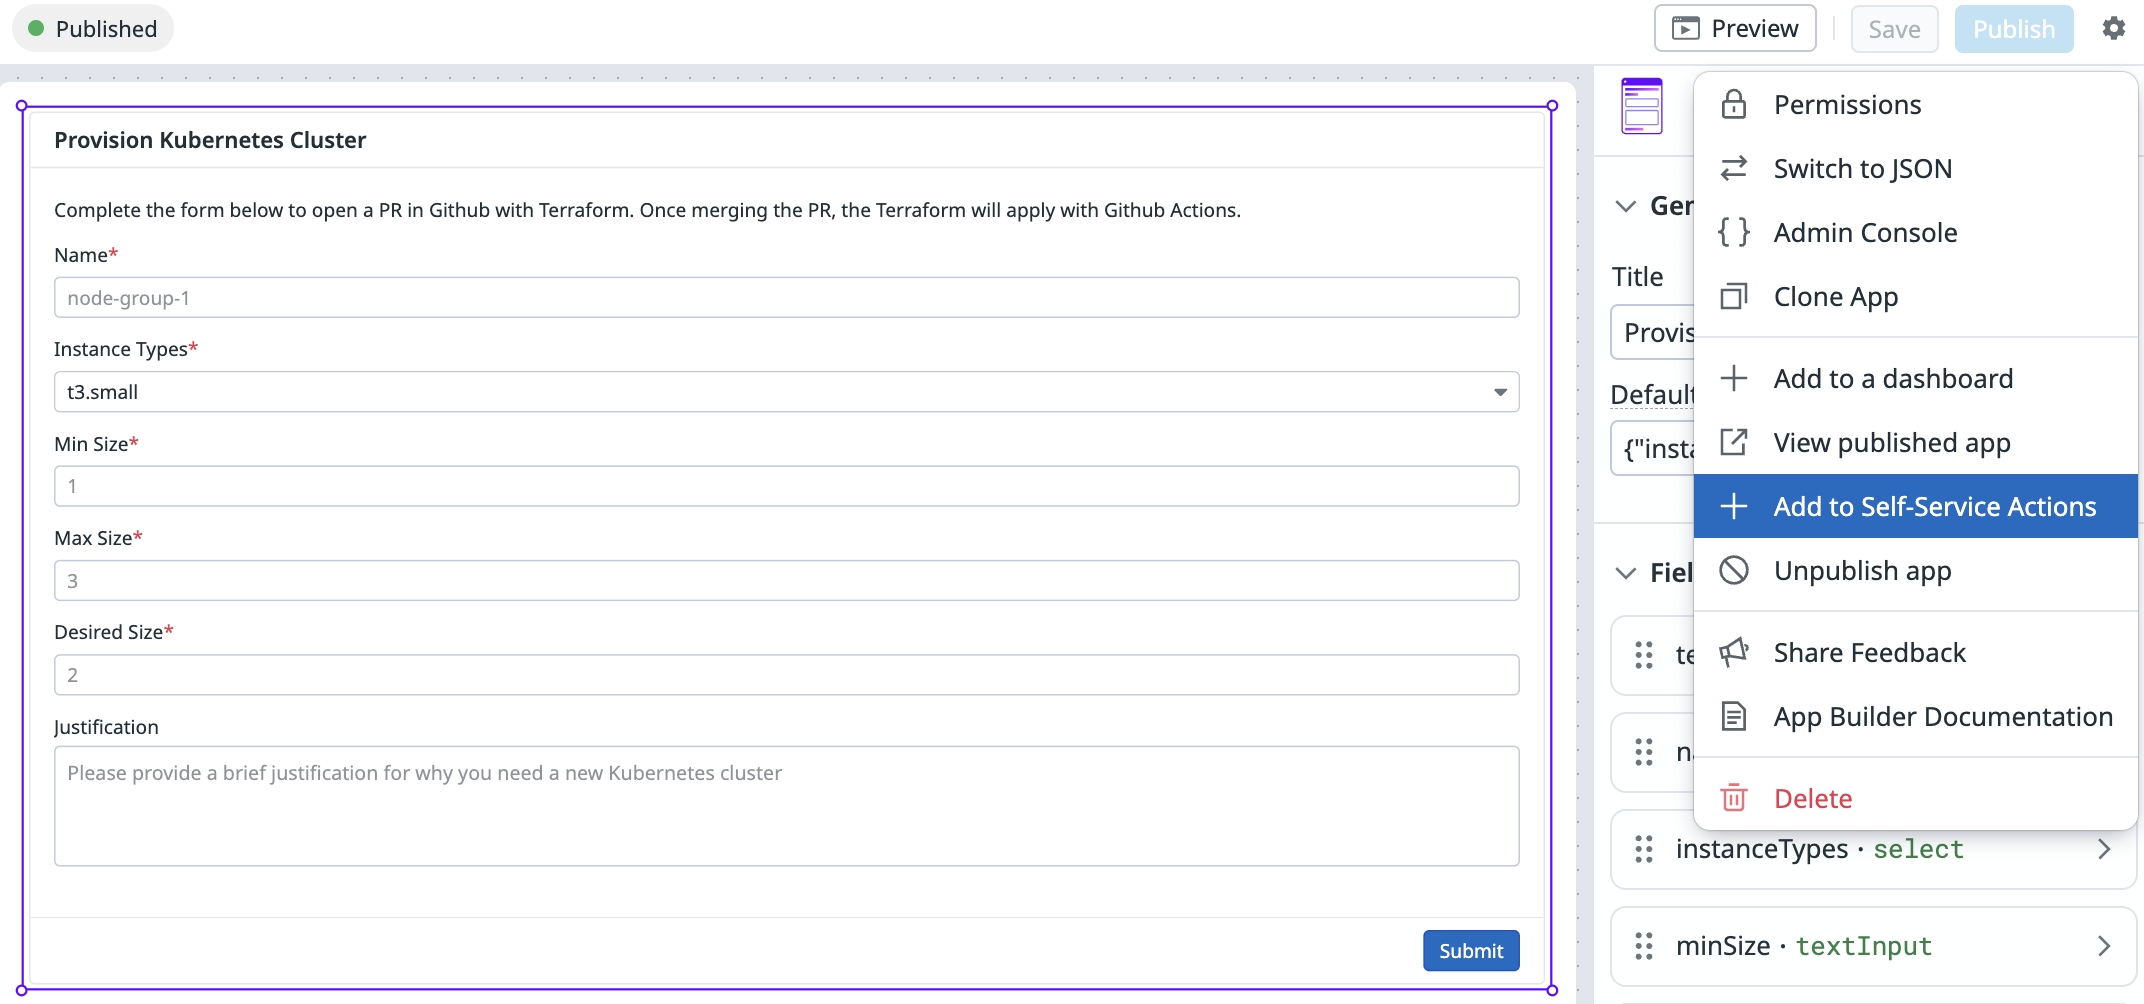 Published
Preview
Save
Publish
Provision Kubernetes Cluster
Complete the form below to open a PR in Github with Terraform. Once merging the PR, the Terraform will apply with Github Actions.
Name*
node-group-1
Instance Types*
t3.small
Min Size*
1
Max Size*
3
Desired Size*
2
Justification
Please provide a brief justification for why you need a new Kubernetes cluster
Submit
Ger
Title
Provis
Default
{"insta
Fiel
te
na
instanceTypes · select
minSize · textInput
Permissions
Switch to JSON
Admin Console
Clone App
Add to a dashboard
View published app
Add to Self-Service Actions
Unpublish app
Share Feedback
App Builder Documentation
Delete